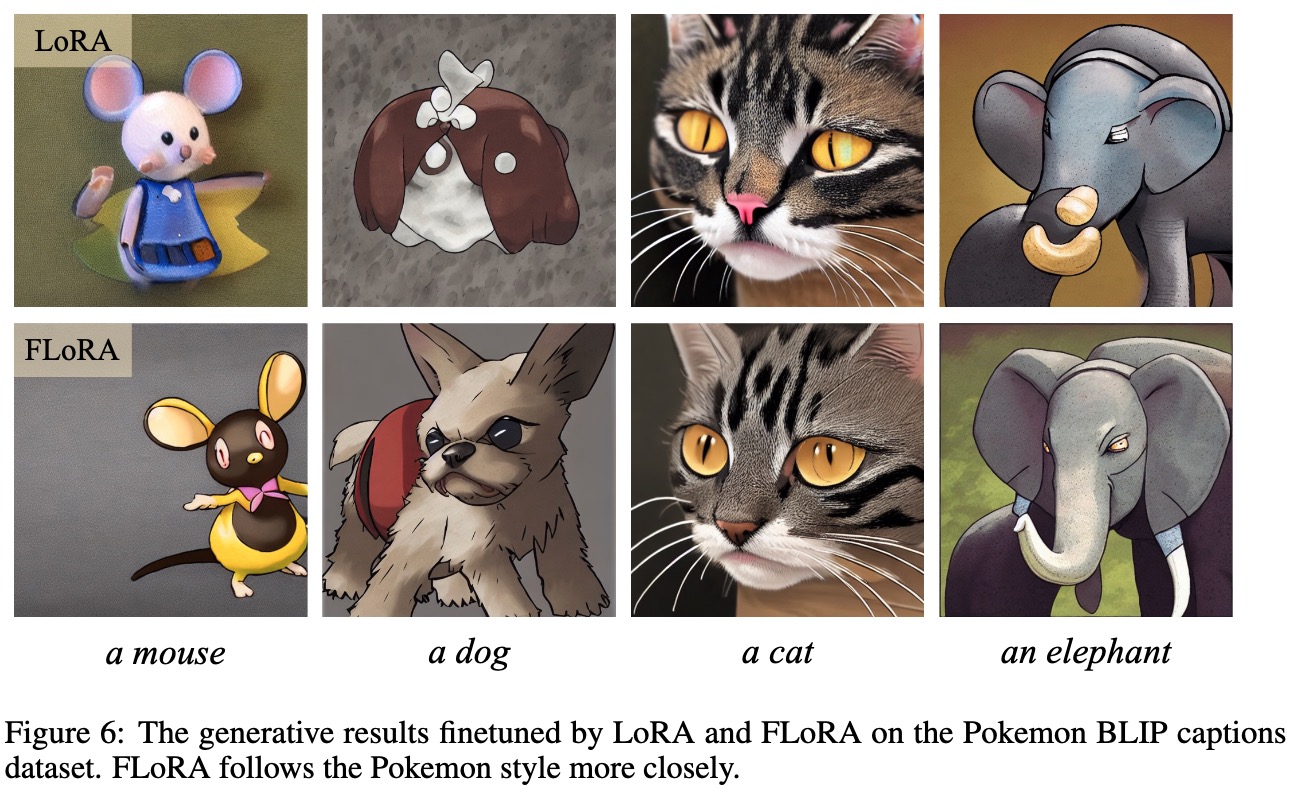 LoRA
FLoRA
a mouse
a dog
a cat
an elephant
Figure 6: The generative results finetuned by LoRA and FLoRA on the Pokemon BLIP captions
dataset. FLoRA follows the Pokemon style more closely.